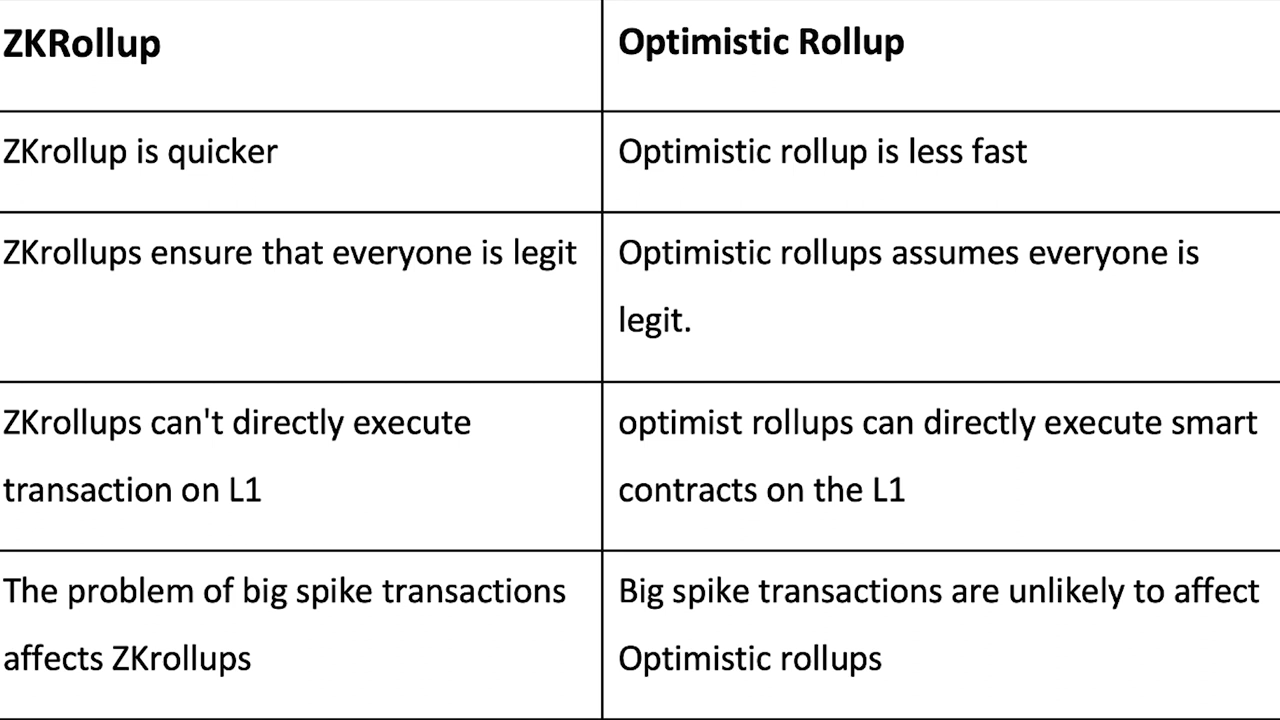 ZKRollup
Optimistic Rollup
ZKrollup is quicker
Optimistic rollup is less fast
ZKrollups ensure that everyone is legit
Optimistic rollups assumes everyone is
legit.
ZKrollups can't directly execute
transaction on L1
optimist rollups can directly execute smart
contracts on the L1
The problem of big spike transactions
affects ZKrollups
Big spike transactions are unlikely to affect
Optimistic rollups